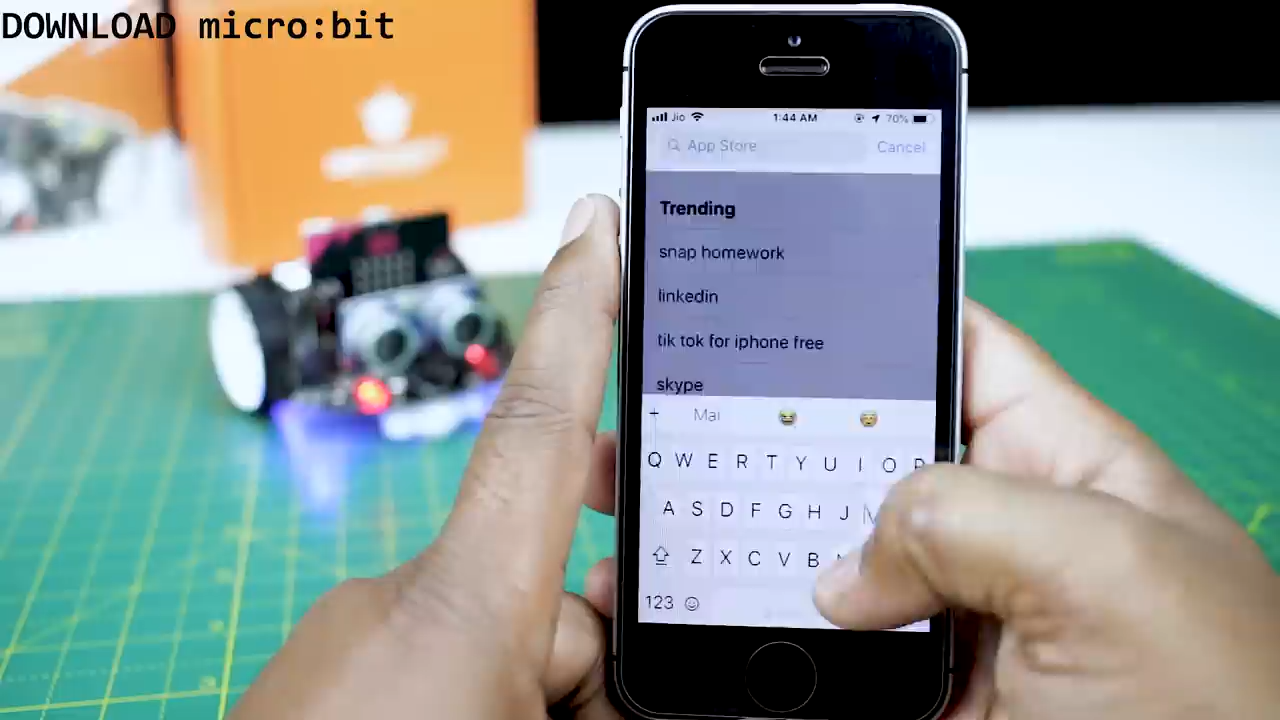 DOWNLOAD micro:bit
Jio 1:44 AM 70%
App Store Cancel
Trending
snap homework
linkedin
tik tok for iphone free
skype
Mai 😂
Q W E R T Y U I O P
A S D F G H J
Z X C V B
123